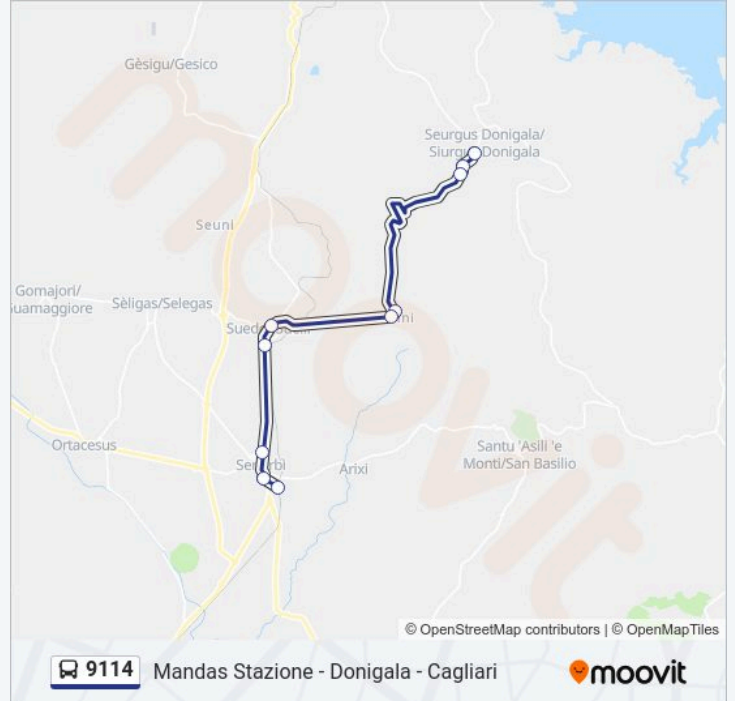 Gèsigu/Gesico
Seurgus Donigala/
Siurgus Donigala
Seuni
Gomajori/
Guamaggiore
Sèligas/Selegas
Ortacesus
Arixi
Santu 'Asili 'e
Monti/San Basilio
moovit
© OpenStreetMap contributors | © OpenMapTiles
9114 Mandas Stazione - Donigala - Cagliari moovit